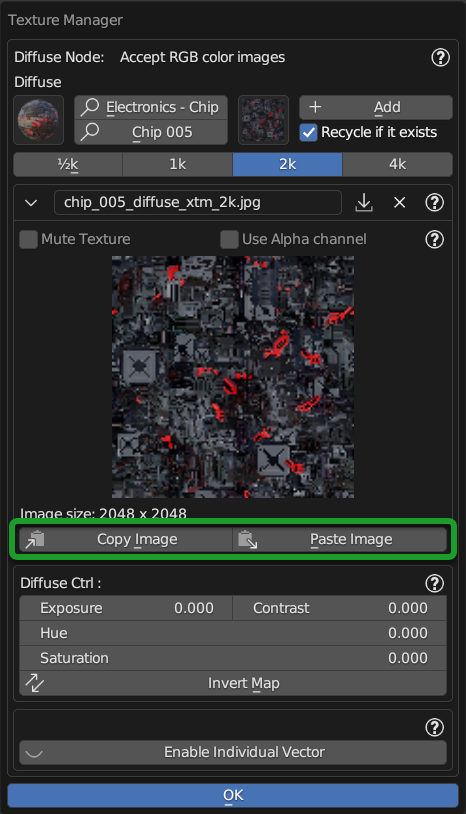 Texture Manager
Diffuse Node: Accept RGB color images
Diffuse
Electronics - Chip
Chip 005
Add
Recycle if it exists
½k 1k 2k 4k
chip_005_diffuse_xtm_2k.jpg
Mute Texture Use Alpha channel
Image size: 2048 x 2048
Copy Image Paste Image
Diffuse Ctrl :
Exposure 0.000 Contrast 0.000
Hue 0.000
Saturation 0.000
Invert Map
Enable Individual Vector
OK